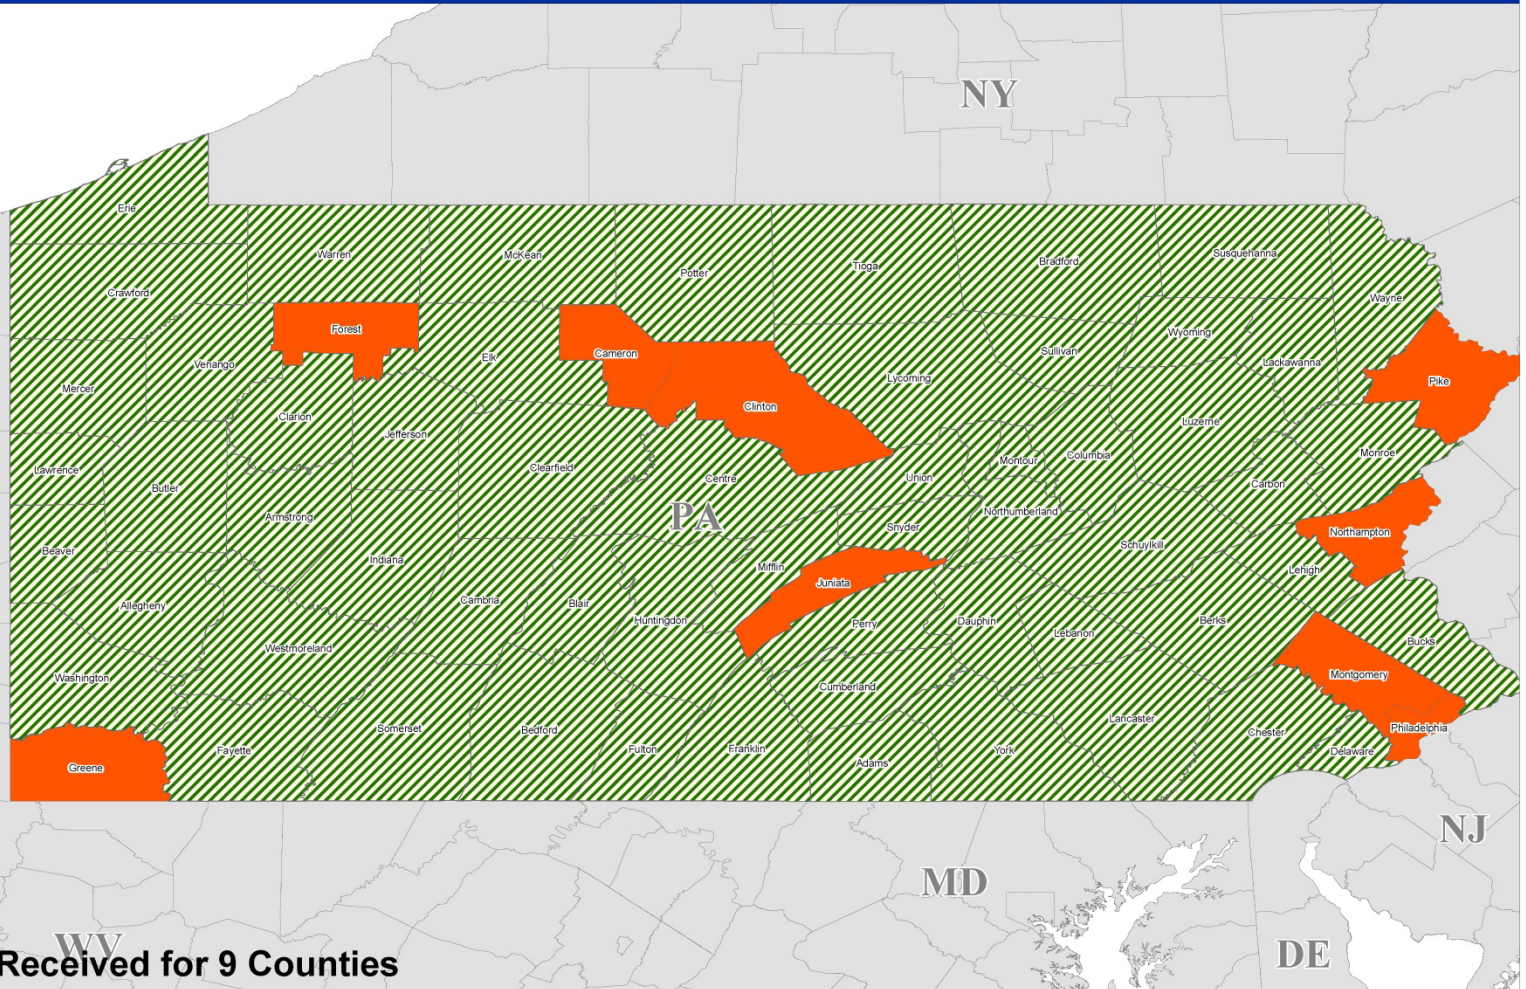 NY
Erie
Warren
McKean
Potter
Tioga
Bradford
Susquehanna
Crawford
Wayne
Forest
Cameron
Wyoming
Venango
Elk
Sullivan
Lackawanna
Mercer
Lycoming
Pike
Clarion
Clinton
Jefferson
Luzerne
Lawrence
Clearfield
Centre
Union
Montour
Columbia
Monroe
Butler
Carbon
Armstrong
PA
Northumberland
Snyder
Northampton
Beaver
Indiana
Mifflin
Juniata
Schuylkill
Lehigh
Allegheny
Cambria
Blair
Huntingdon
Perry
Dauphin
Lebanon
Berks
Bucks
Westmoreland
Washington
Cumberland
Montgomery
Somerset
Bedford
Lancaster
Philadelphia
Greene
Fayette
Fulton
Franklin
Adams
York
Chester
Delaware
NJ
MD
WV
DE
Received for 9 Counties